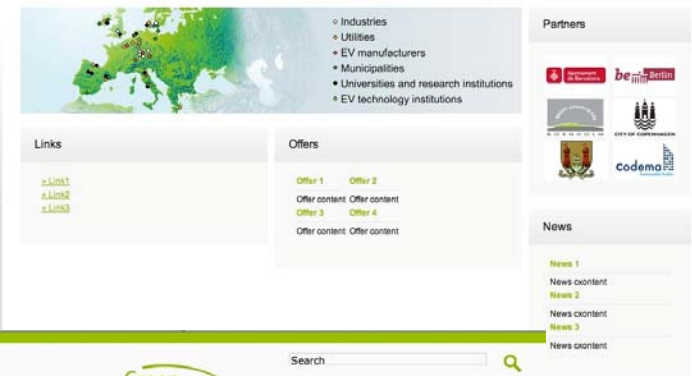 Industries
Utilities
EV manufacturers
Municipalities
Universities and research institutions
EV technology institutions
Partners
Ajuntament
de Barcelona
be Berlin
BORNHOLM
CITY OF COPENHAGEN
codema
Links
» Link1
» Link2
» Link3
Offers
Offer 1 Offer 2
Offer content Offer content
Offer 3 Offer 4
Offer content Offer content
News
News 1
News cxontent
News 2
News cxontent
News 3
News cxontent
Search